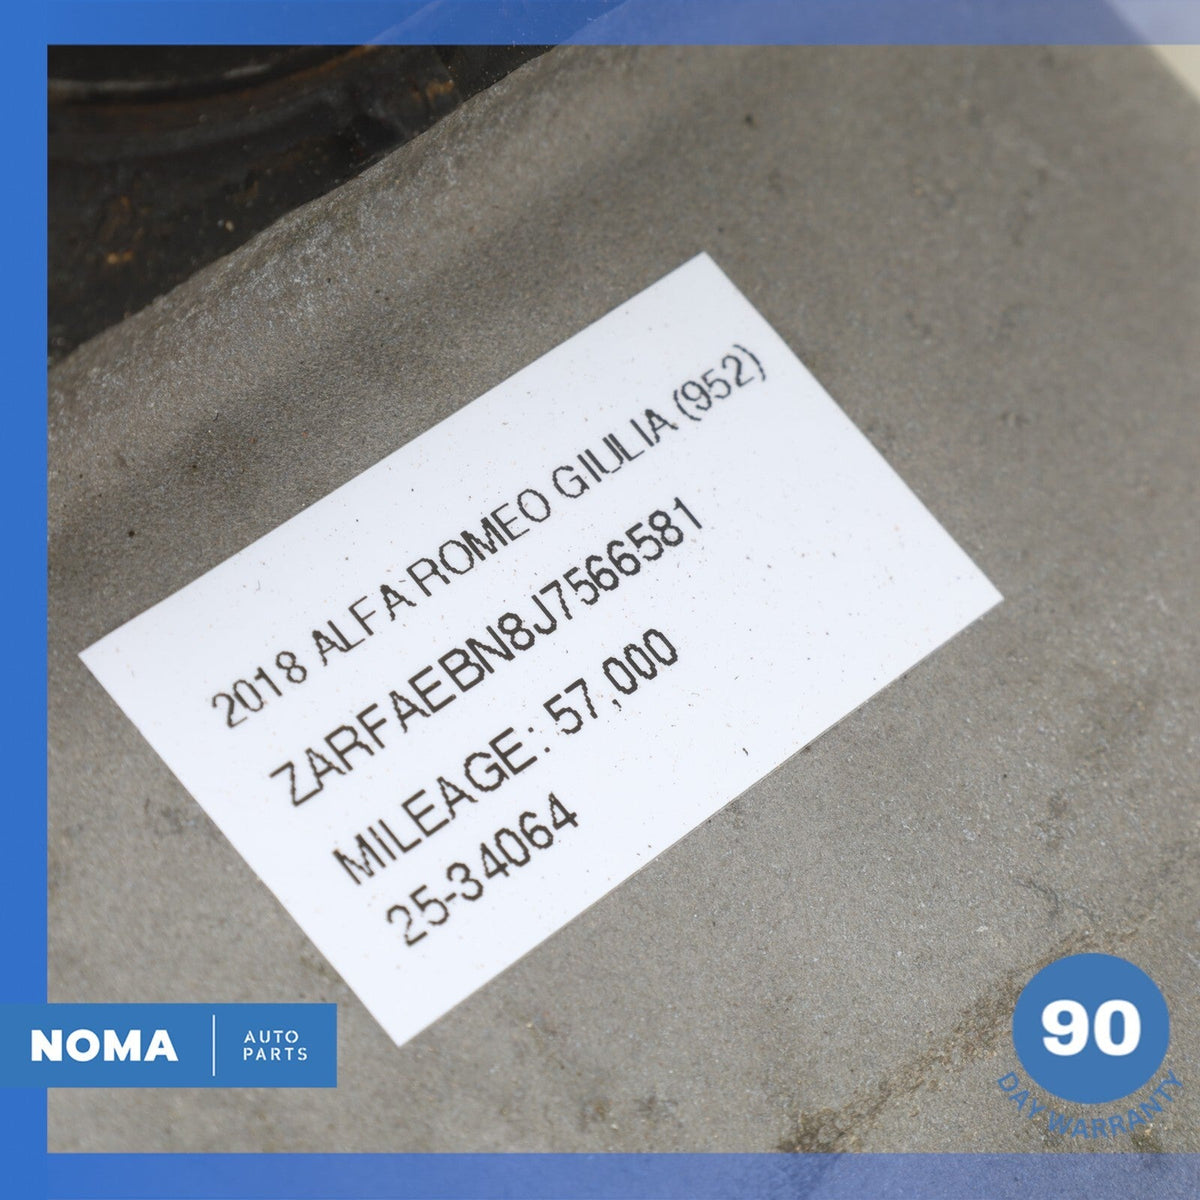 2018 ALFA ROMEO GIULIA (952)
ZARFAEBN8J7566581
MILEAGE: 57,000
25-34064
NOMA
AUTO
PARTS
90
DAY WARRANTY